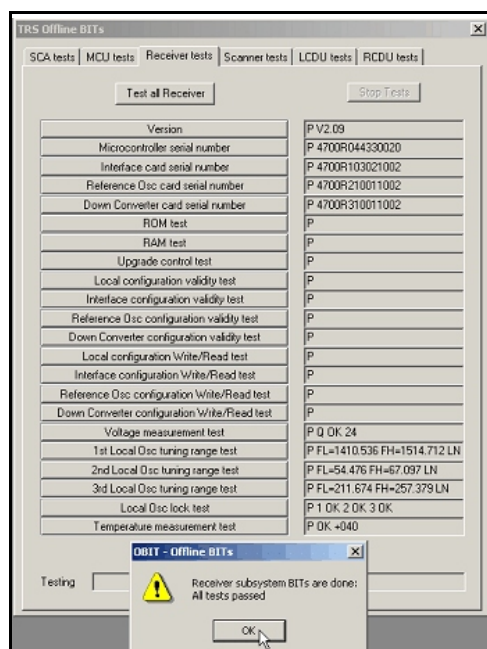 TRS Offline BITs
SCA tests MCU tests Receiver tests Scanner tests LCDU tests RCDU tests
Test all Receiver Stop Tests
Version P V2.09
Microcontroller serial number P 4700R044330020
Interface card serial number P 4700R103021002
Reference Osc card serial number P 4700R210011002
Down Converter card serial number P 4700R310011002
ROM test P
RAM test P
Upgrade control test P
Local configuration validity test P
Interface configuration validity test P
Reference Osc configuration validity test P
Down Converter configuration validity test P
Local configuration Write/Read test P
Interface configuration Write/Read test P
Reference Osc configuration Write/Read test P
Down Converter configuration Write/Read test P
Voltage measurement test P Q OK 24
1st Local Osc tuning range test P FL=1410.536 FH=1514.712 LN
2nd Local Osc tuning range test P FL=54.476 FH=67.097 LN
3rd Local Osc tuning range test P FL=211.674 FH=257.379 LN
Local Osc lock test P 1 OK 2 OK 3 OK
Temperature measurement test P OK +040
OBIT - Offline BITs
Testing
Receiver subsystem BITs are done:
All tests passed
OK